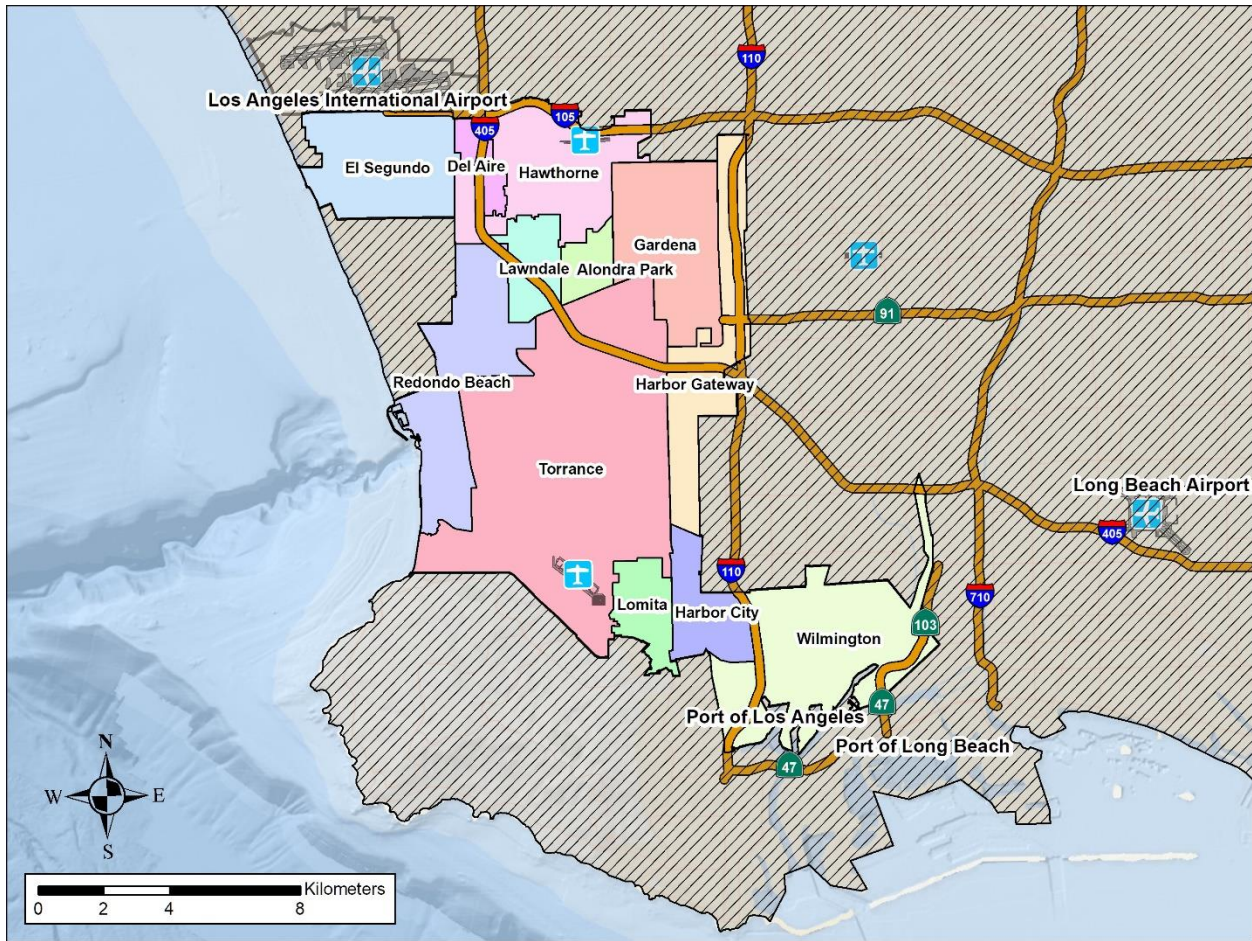 110
Los Angeles International Airport
105
405
El Segundo
Del Aire
Hawthorne
Gardena
Lawndale
Alondra Park
91
Redondo Beach
Harbor Gateway
Torrance
Long Beach Airport
405
110
Lomita
Harbor City
710
Wilmington
103
Port of Los Angeles
47
Port of Long Beach
47
N
W
E
S
Kilometers
0 2 4 8